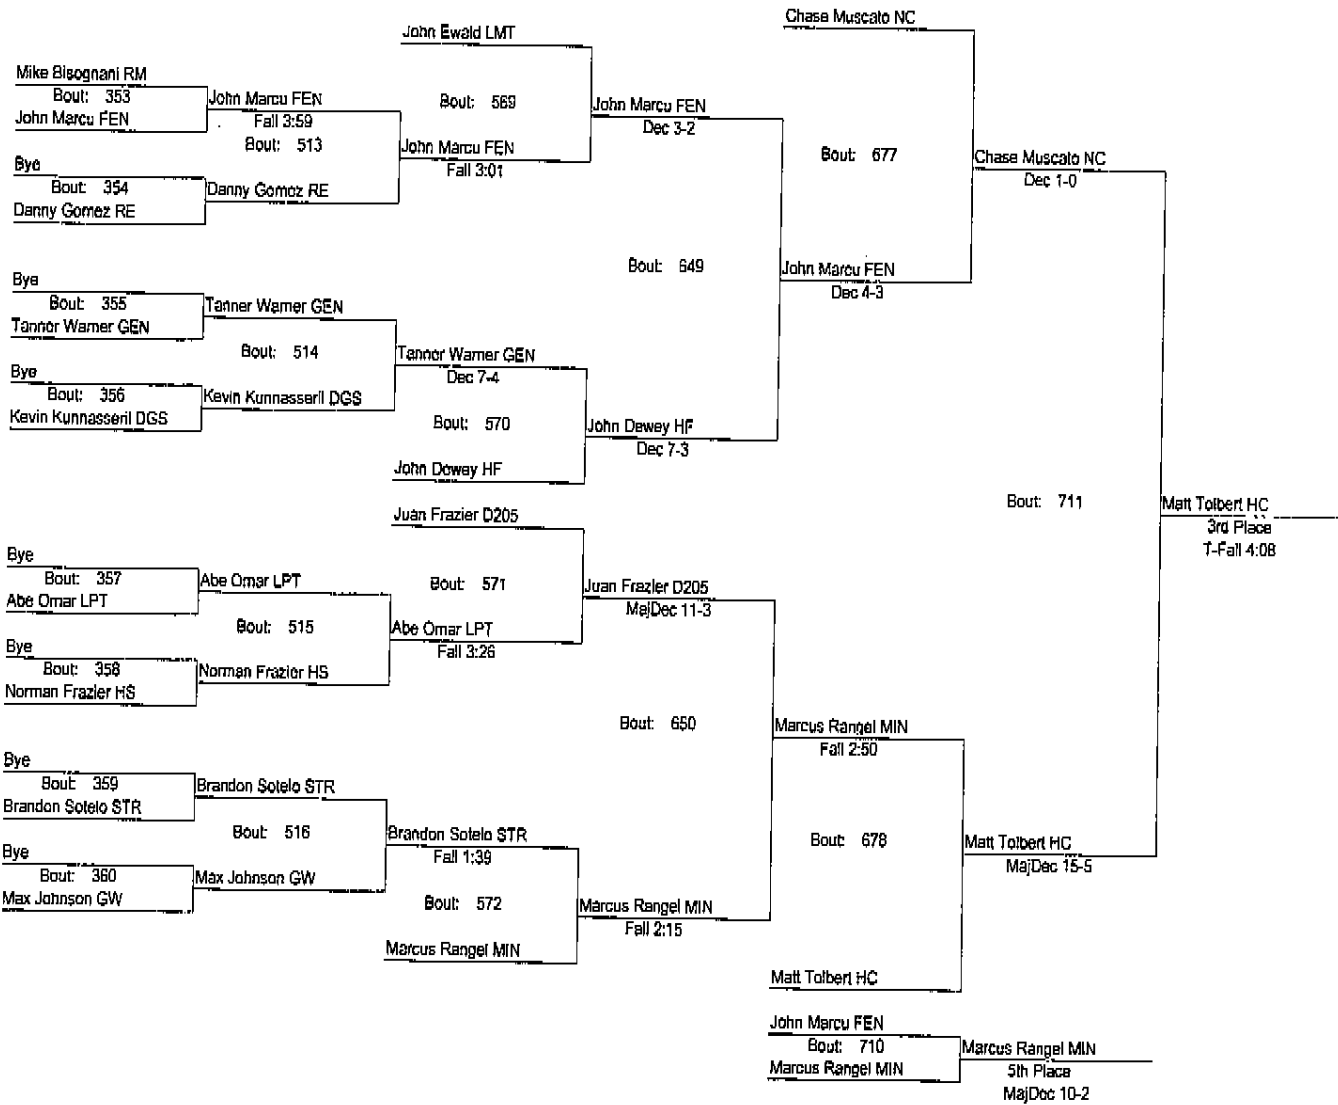 John Ewald LMT
Chase Muscato NC
Mike Bisognani RM
Bout: 353
John Marcu FEN
John Marcu FEN
Fall 3:59
Bout: 513
Bout: 569
John Marcu FEN
Dec 3-2
John Marcu FEN
Fall 3:01
Bout: 677
Chase Muscato NC
Dec 1-0
Bye
Bout: 354
Danny Gomez RE
Danny Gomez RE
Bout: 649
John Marcu FEN
Dec 4-3
Bye
Bout: 355
Tanner Warner GEN
Tanner Warner GEN
Bout: 514
Tanner Warner GEN
Dec 7-4
Bye
Bout: 356
Kevin Kunnasseril DGS
Kevin Kunnasseril DGS
Bout: 570
John Dewey HF
Dec 7-3
John Dewey HF
Bout: 711
Matt Tolbert HC
3rd Place
T-Fall 4:08
Juan Frazier D205
Bye
Bout: 357
Abe Omar LPT
Abe Omar LPT
Bout: 571
Juan Frazier D205
MajDec 11-3
Bout: 515
Abe Omar LPT
Fall 3:26
Bye
Bout: 358
Norman Frazier HS
Norman Frazier HS
Bout: 650
Marcus Rangel MIN
Fall 2:50
Bye
Bout: 359
Brandon Sotelo STR
Brandon Sotelo STR
Bout: 516
Brandon Sotelo STR
Fall 1:39
Bout: 678
Matt Tolbert HC
MajDec 15-5
Bye
Bout: 360
Max Johnson GW
Max Johnson GW
Bout: 572
Marcus Rangel MIN
Fall 2:15
Marcus Rangel MIN
Matt Tolbert HC
John Marcu FEN
Bout: 710
Marcus Rangel MIN
Marcus Rangel MIN
5th Place
MajDec 10-2